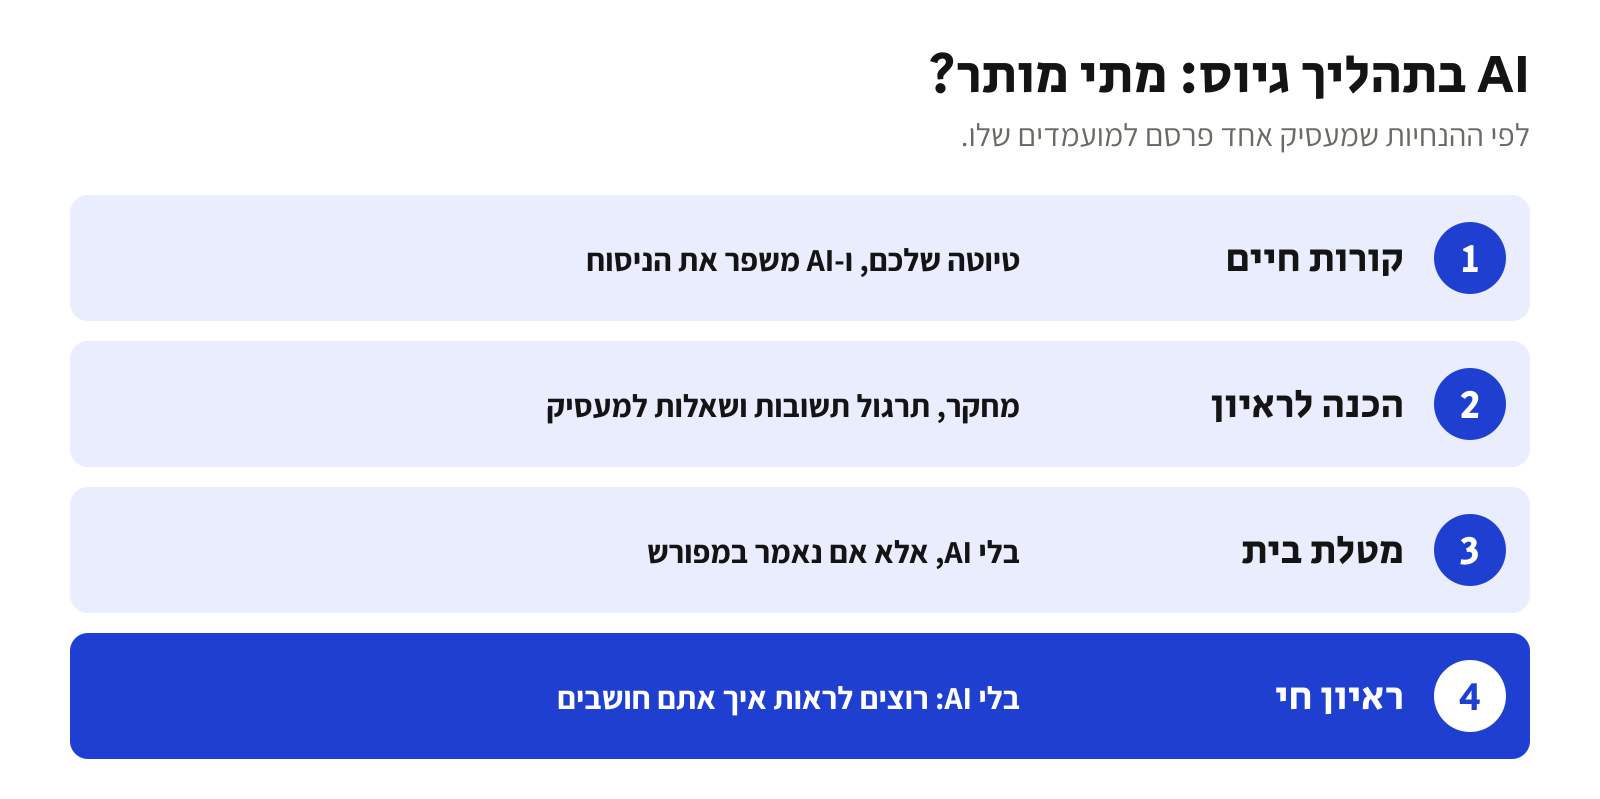 AI בתהליך גיוס: מתי מותר?
לפי ההנחיות שמעסיק אחד פרסם למועמדים שלו.
1 קורות חיים טיוטה שלכם, ו-AI משפר את הניסוח
2 הכנה לראיון מחקר, תרגול תשובות ושאלות למעסיק
3 מטלת בית בלי AI, אלא אם נאמר במפורש
4 ראיון חי בלי AI: רוצים לראות איך אתם חושבים